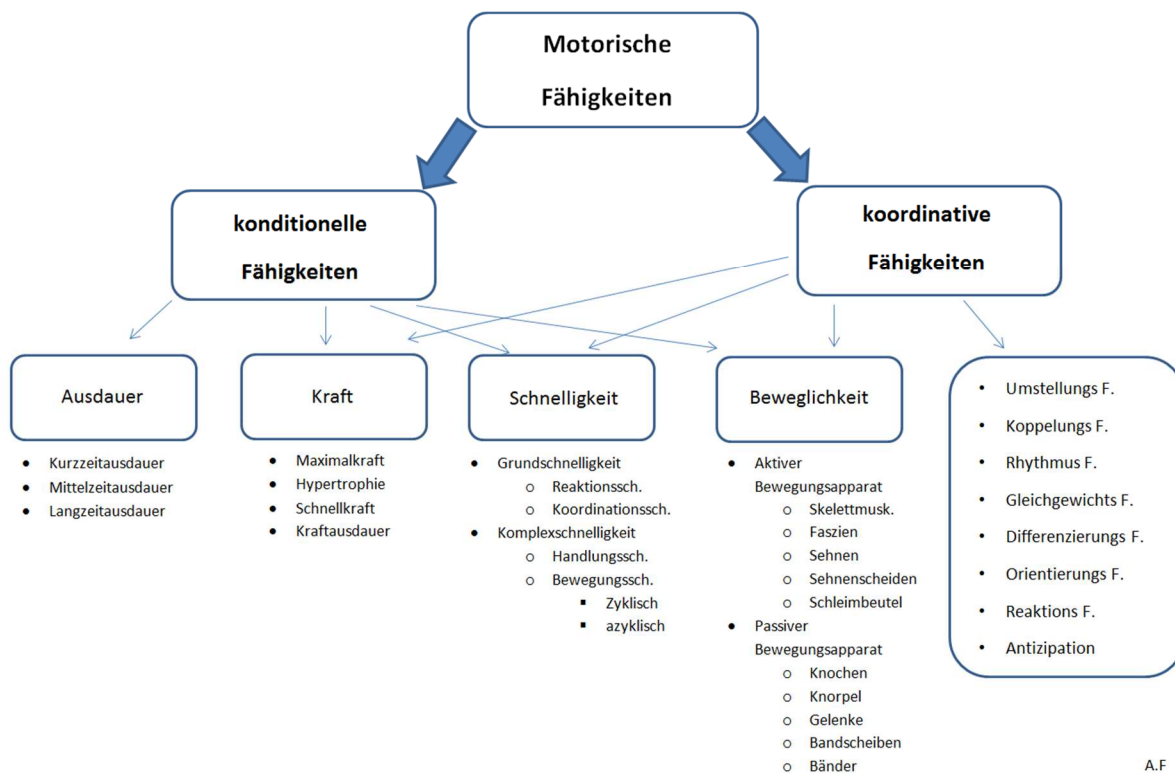 Motorische
Fähigkeiten
konditionelle
Fähigkeiten
koordinative
Fähigkeiten
Ausdauer
• Kurzzeitausdauer
• Mittelzeitausdauer
• Langzeitausdauer
Kraft
• Maximalkraft
• Hypertrophie
• Schnellkraft
• Kraftausdauer
Schnelligkeit
• Grundschnelligkeit
o Reaktionssch.
o Koordinationssch.
• Komplexschnelligkeit
o Handlungssch.
o Bewegungssch.
▪ Zyklisch
▪ azyklisch
Beweglichkeit
• Aktiver
Bewegungsapparat
o Skelettmusk.
o Faszien
o Sehnen
o Sehnenscheiden
o Schleimbeutel
• Passiver
Bewegungsapparat
o Knochen
o Knorpel
o Gelenke
o Bandscheiben
o Bänder
• Umstellungs F.
• Koppelungs F.
• Rhythmus F.
• Gleichgewichts F.
• Differenzierungs F.
• Orientierungs F.
• Reaktions F.
• Antizipation
A.F